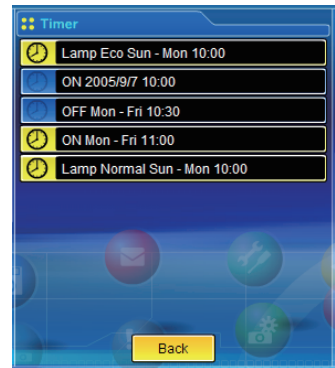 Timer
Lamp Eco Sun - Mon 10:00
ON 2005/9/7 10:00
OFF Mon - Fri 10:30
ON Mon - Fri 11:00
Lamp Normal Sun - Mon 10:00
Back